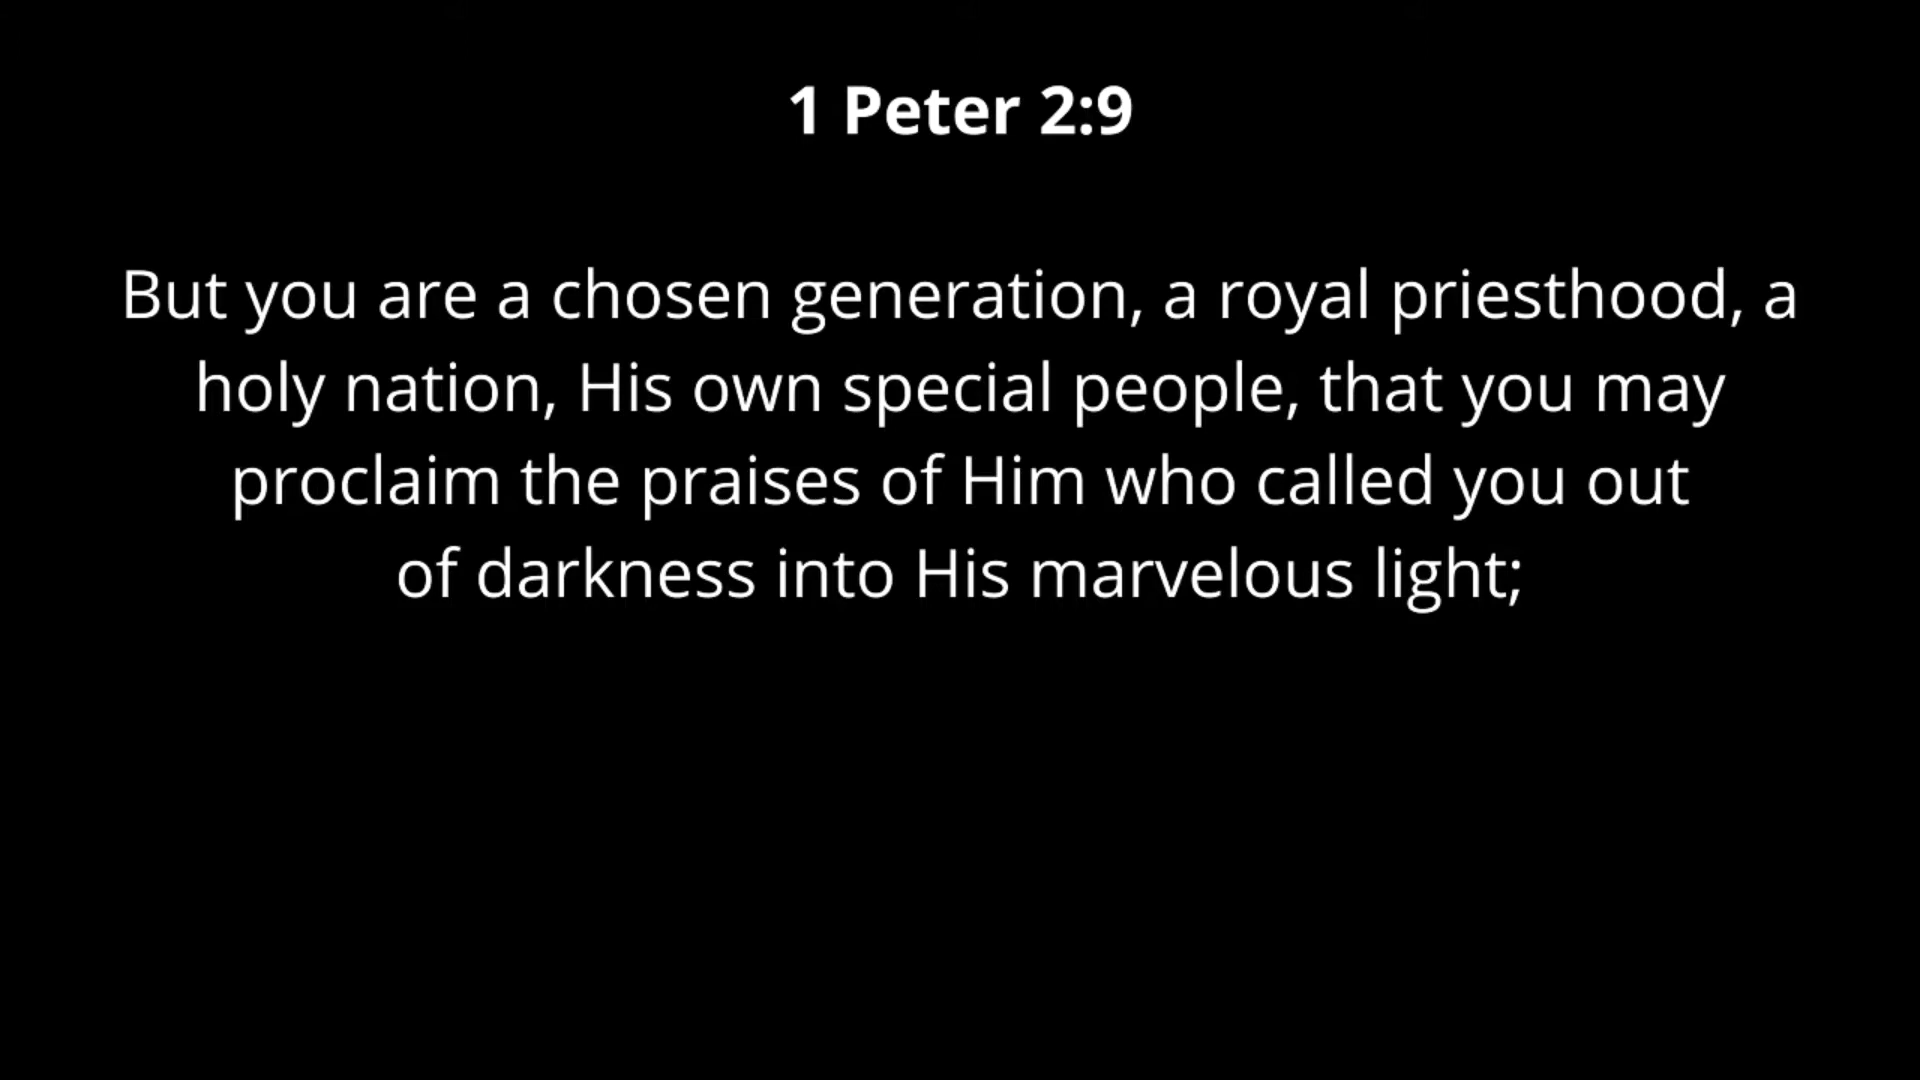 1 Peter 2:9
But you are a chosen generation, a royal priesthood, a
holy nation, His own special people, that you may
proclaim the praises of Him who called you out
of darkness into His marvelous light;